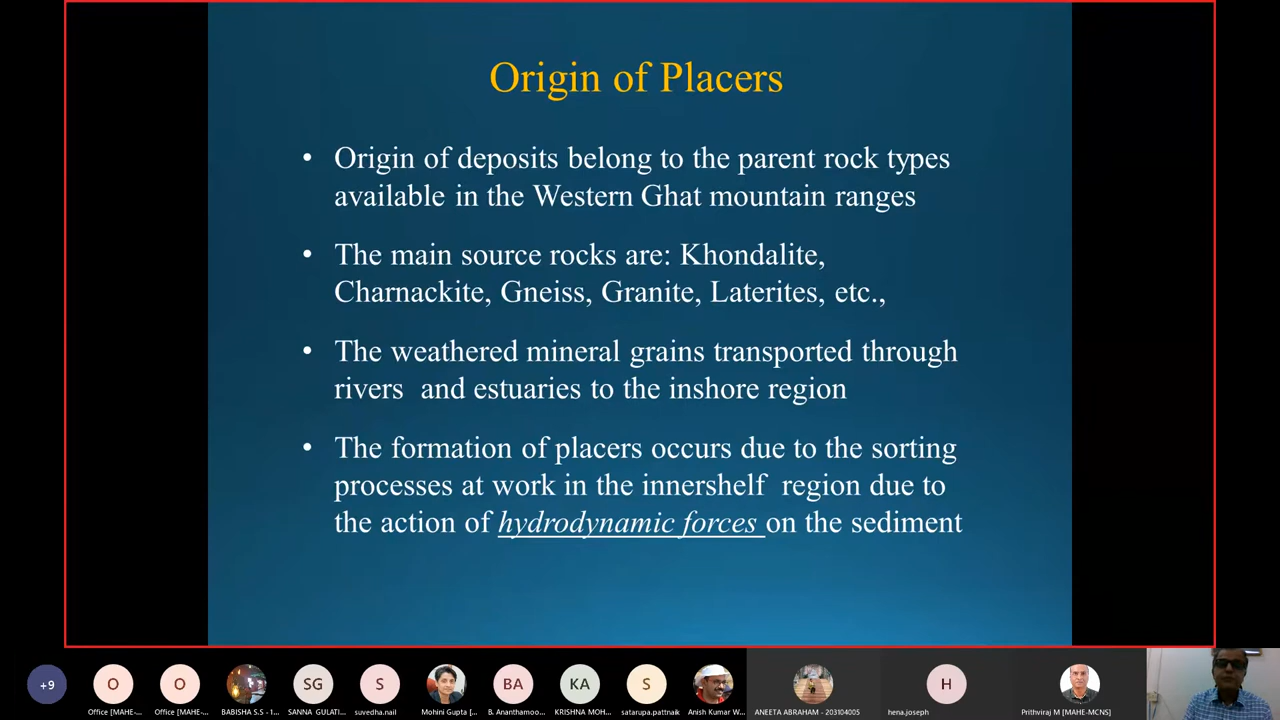 Origin of Placers
• Origin of deposits belong to the parent rock types
available in the Western Ghat mountain ranges
• The main source rocks are: Khondalite,
Charnackite, Gneiss, Granite, Laterites, etc.,
• The weathered mineral grains transported through
rivers and estuaries to the inshore region
• The formation of placers occurs due to the sorting
processes at work in the innershelf region due to
the action of hydrodynamic forces on the sediment
+9
O
O
SG
S
BA
KA
S
H
Office [MAHE-...
Office [MAHE-...
BABISHA S.S - 1...
SANNA GULATI...
suvedha.nail
Mohini Gupta [...
B. Ananthamoo...
KRISHNA MOH...
satarupa.pattnaik
Anish Kumar W...
ANEETA ABRAHAM - 203104005
hena.joseph
Prithviraj M [MAHE-MCNS]